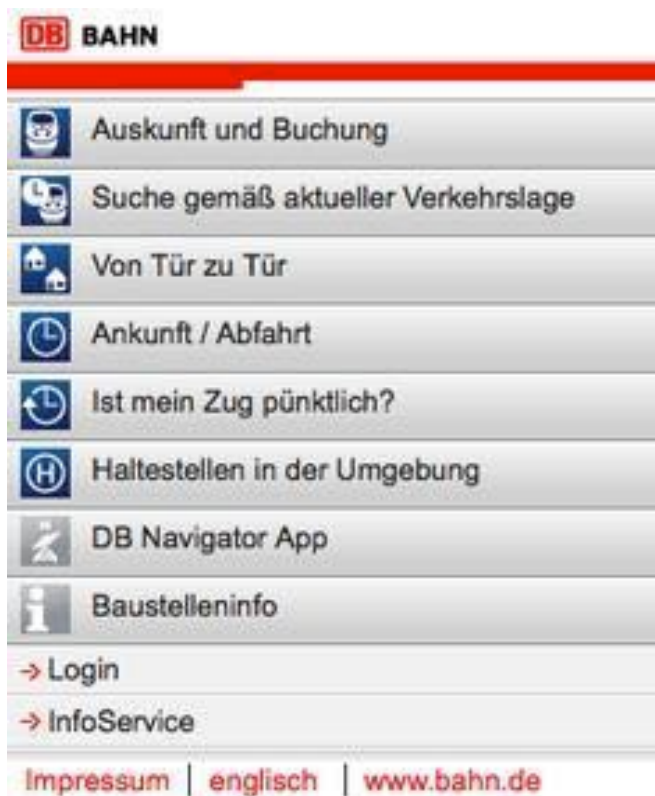 DB BAHN
Auskunft und Buchung
Suche gemäß aktueller Verkehrslage
Von Tür zu Tür
Ankunft / Abfahrt
Ist mein Zug pünktlich?
H Haltestellen in der Umgebung
DB Navigator App
i Baustelleninfo
→ Login
→ InfoService
Impressum | englisch | www.bahn.de